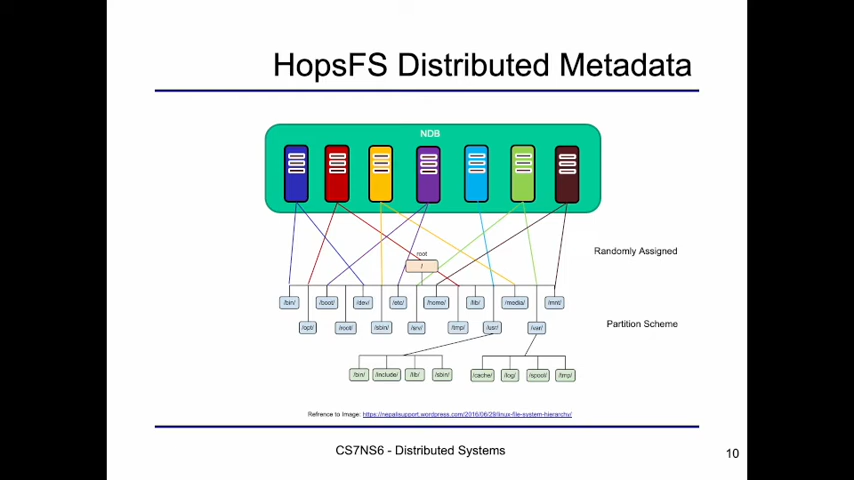 HopsFS Distributed Metadata
NDB
Randomly Assigned
root
/
/bin/ /boot/ /dev/ /etc/ /home/ /lib/ /media/ /mnt/
/opt/ /root/ /sbin/ /srv/ /tmp/ /usr/ /var/
Partition Scheme
/bin/ /include/ /lib/ /sbin/ /cache/ /log/ /spool/ /tmp/
Refrence to Image: https://nepalisupport.wordpress.com/2016/06/29/linux-file-system-hierarchy/
CS7NS6 - Distributed Systems
10